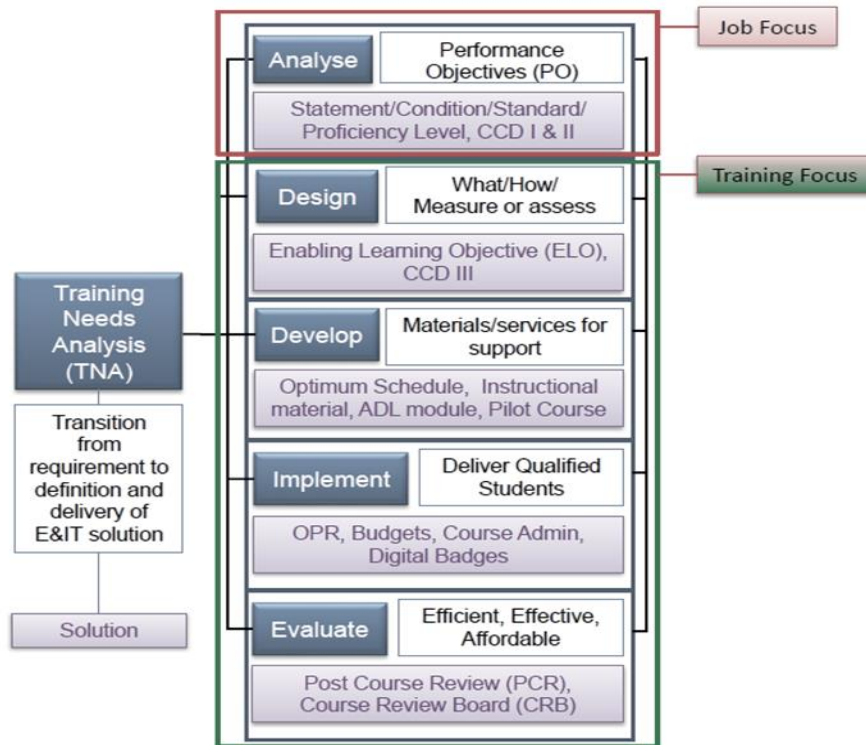 Job Focus
Analyse
Performance
Objectives (PO)
Statement/Condition/Standard/
Proficiency Level, CCD I & II
Training Focus
Design
What/How/
Measure or assess
Enabling Learning Objective (ELO),
CCD III
Training
Needs
Analysis
(TNA)
Transition
from
requirement to
definition and
delivery of
E&IT solution
Solution
Develop
Materials/services for
support
Optimum Schedule, Instructional
material, ADL module, Pilot Course
Implement
Deliver Qualified
Students
OPR, Budgets, Course Admin,
Digital Badges
Evaluate
Efficient, Effective,
Affordable
Post Course Review (PCR),
Course Review Board (CRB)